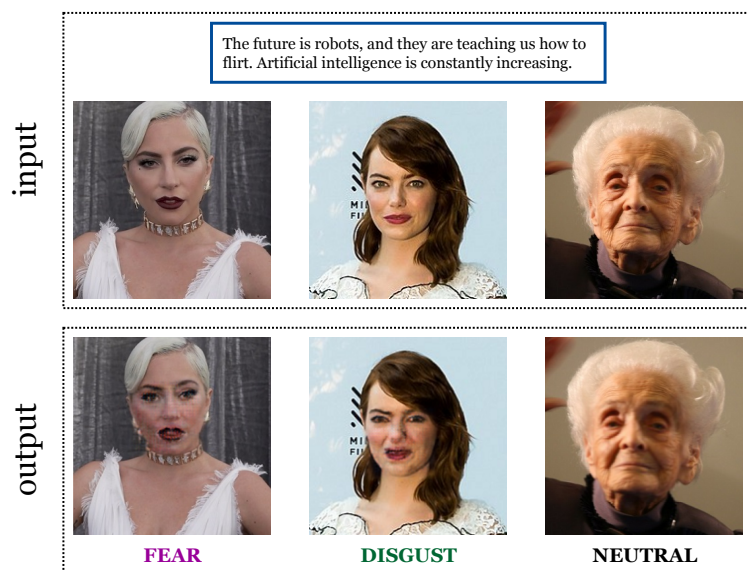 The future is robots, and they are teaching us how to
flirt. Artificial intelligence is constantly increasing.
input
output
FEAR
DISGUST
NEUTRAL